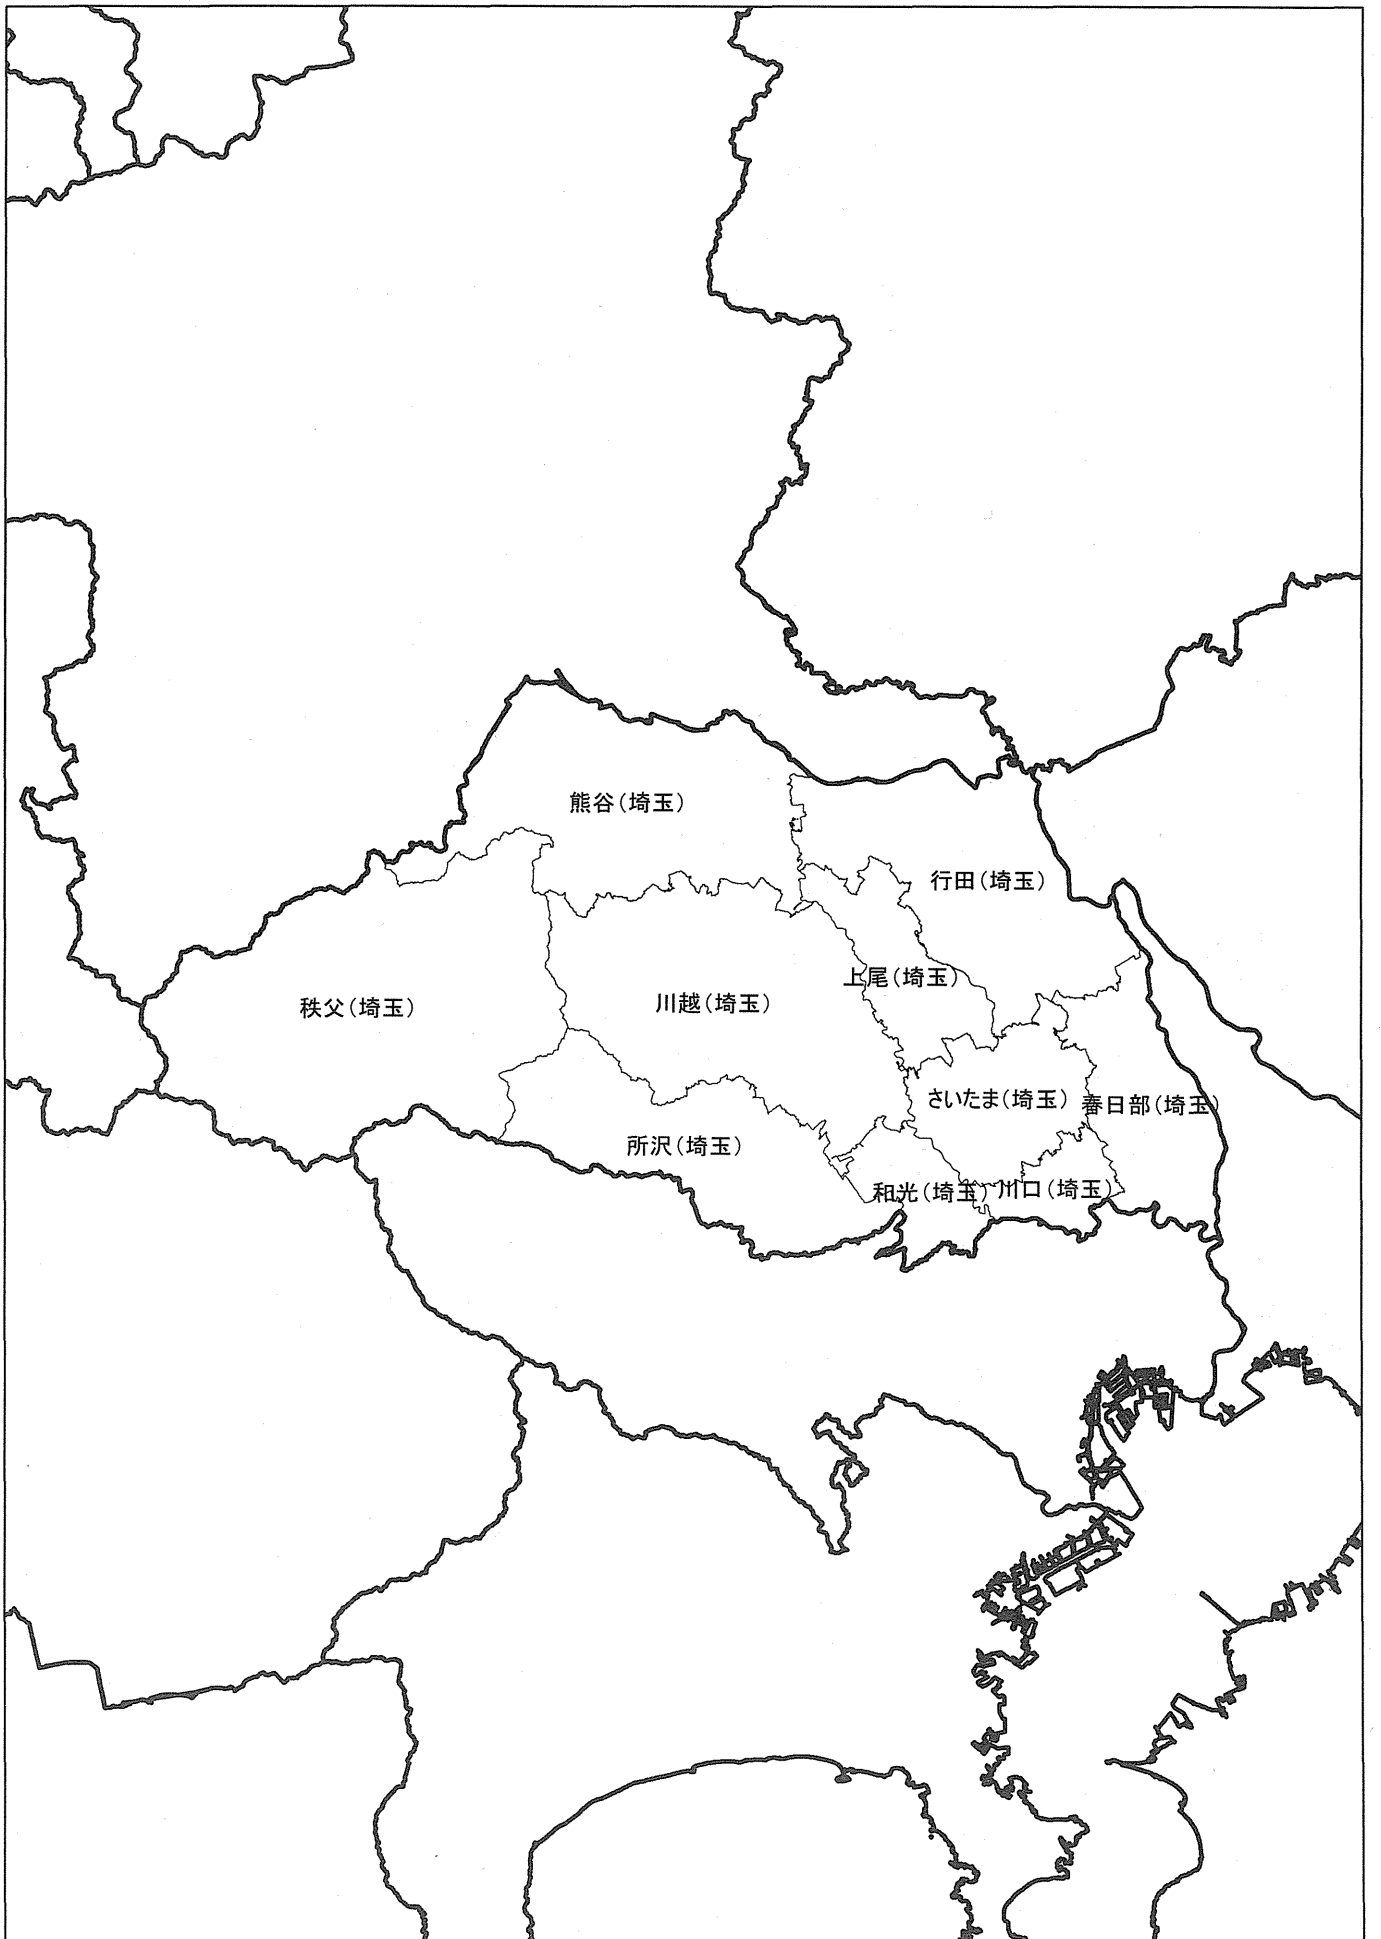 熊谷（埼玉）
行田（埼玉）
上尾（埼玉）
秩父（埼玉）
川越（埼玉）
さいたま（埼玉）
春日部（埼玉）
所沢（埼玉）
和光（埼玉）
川口（埼玉）